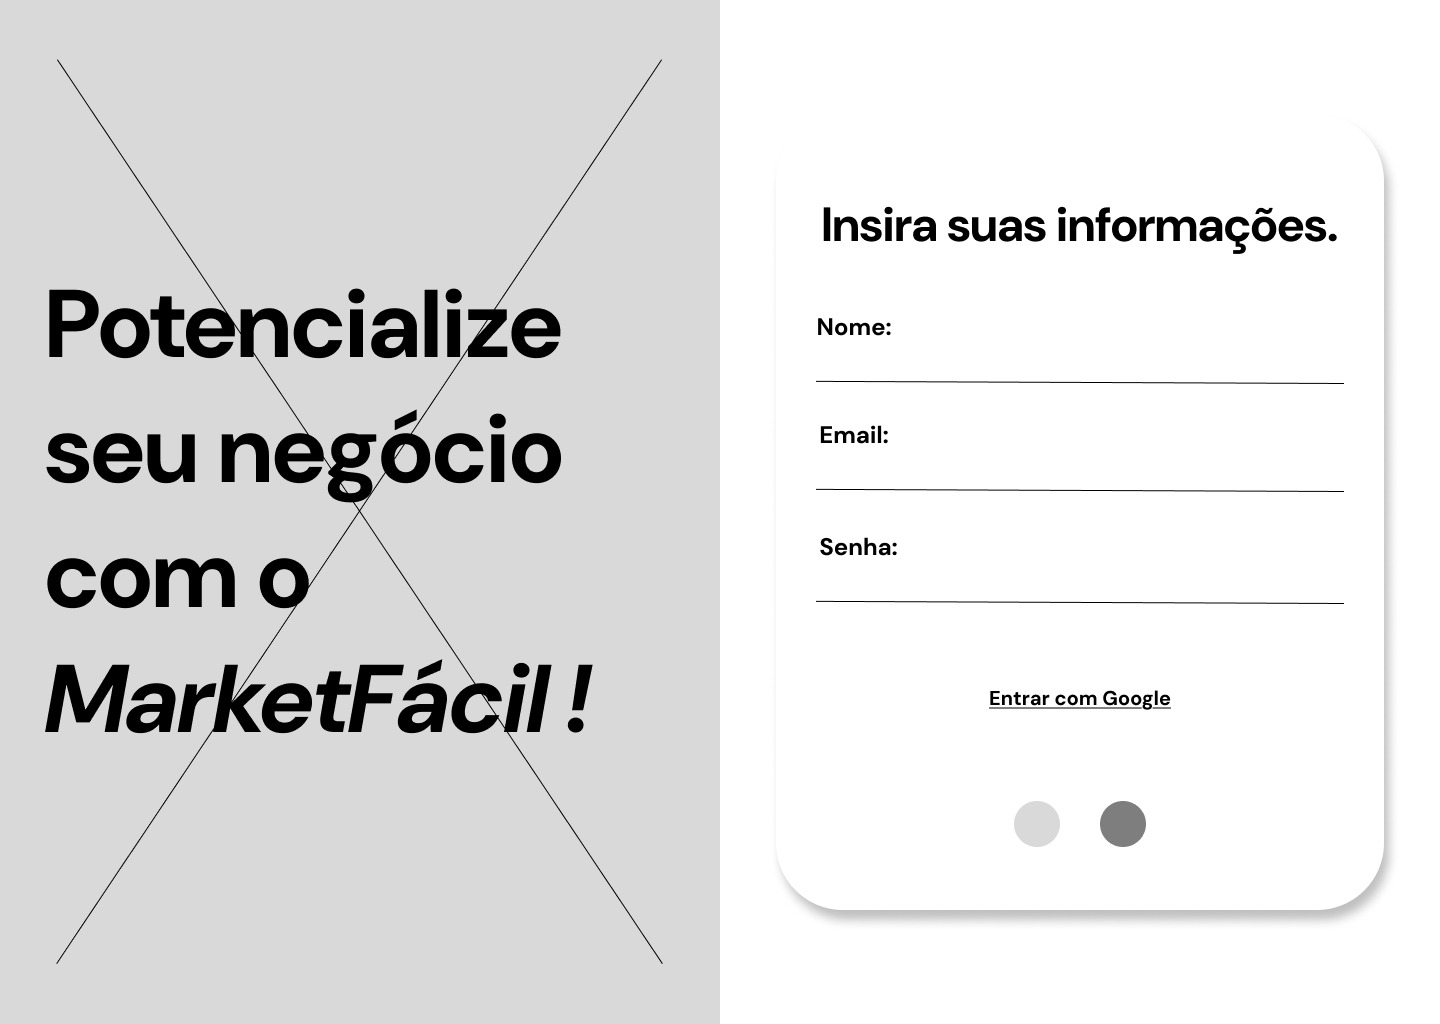 Potencialize
seu negócio
com o
MarketFácil !
Insira suas informações.
Nome:
Email:
Senha:
Entrar com Google